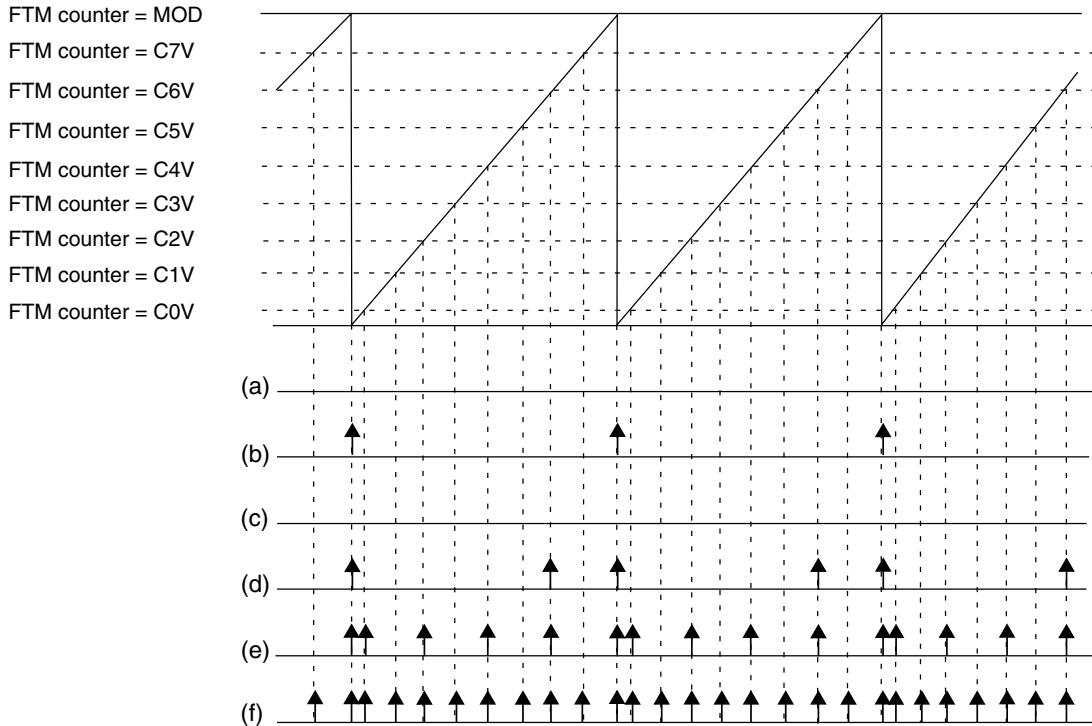 FTM counter = MOD
FTM counter = C7V
FTM counter = C6V
FTM counter = C5V
FTM counter = C4V
FTM counter = C3V
FTM counter = C2V
FTM counter = C1V
FTM counter = C0V
(a)
(b)
(c)
(d)
(e)
(f)